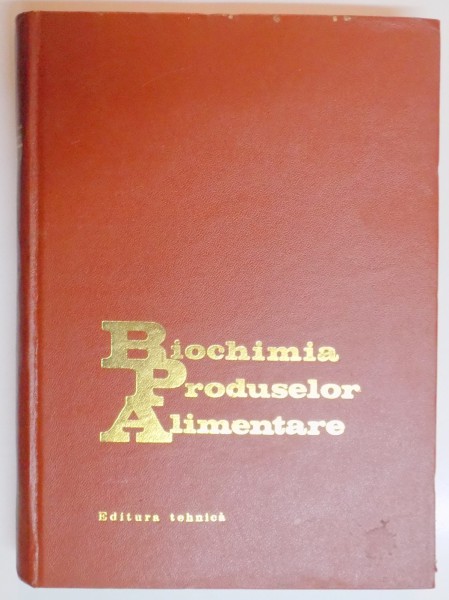 Biochimia
Produselor
Alimentare
Editura tehnică